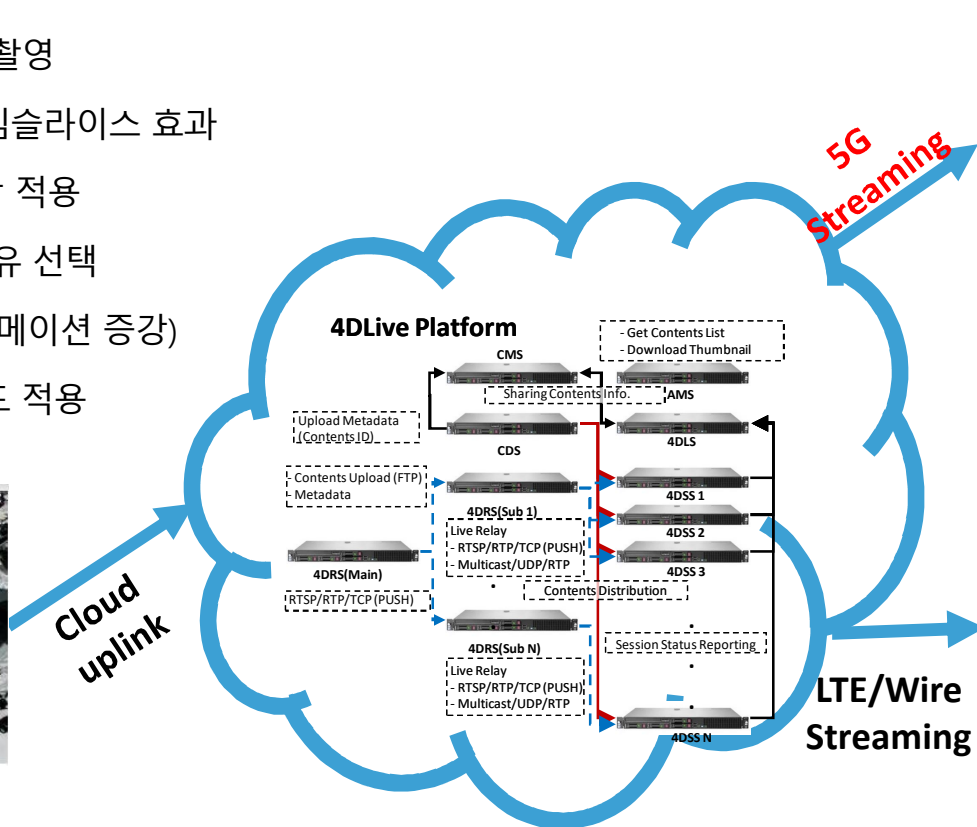 촬영
슬라이스 효과
적용
선택
메이션 증강)
적용
5G
Streaming
4DLive Platform
- Get Contents List
- Download Thumbnail
CMS
AMS
Sharing Contents Info.
Upload Metadata
(Contents ID)
CDS
4DLS
- Contents Upload (FTP)
- Metadata
4DRS(Sub 1)
4DSS 1
Live Relay
- RTSP/RTP/TCP (PUSH)
- Multicast/UDP/RTP
4DSS 2
4DSS 3
4DRS(Main)
RTSP/RTP/TCP (PUSH)
Contents Distribution
Cloud
uplink
4DRS(Sub N)
Session Status Reporting
Live Relay
- RTSP/RTP/TCP (PUSH)
- Multicast/UDP/RTP
4DSS N
LTE/Wire
Streaming